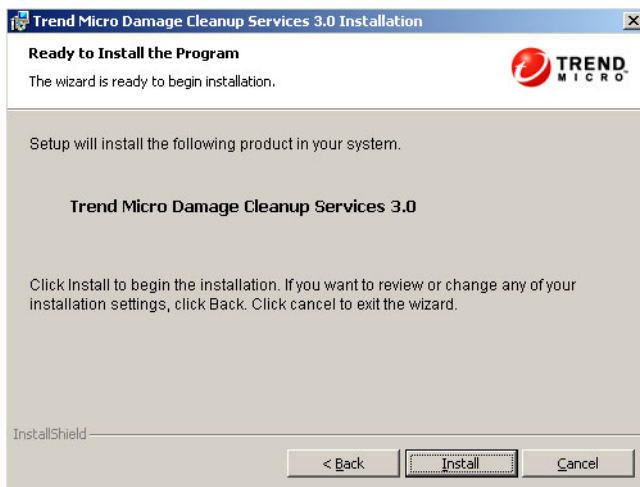 Trend Micro Damage Cleanup Services 3.0 Installation
Ready to Install the Program
The wizard is ready to begin installation.
TREND
MICRO™
Setup will install the following product in your system.
Trend Micro Damage Cleanup Services 3.0
Click Install to begin the installation. If you want to review or change any of your
installation settings, click Back. Click cancel to exit the wizard.
InstallShield
< Back
Install
Cancel